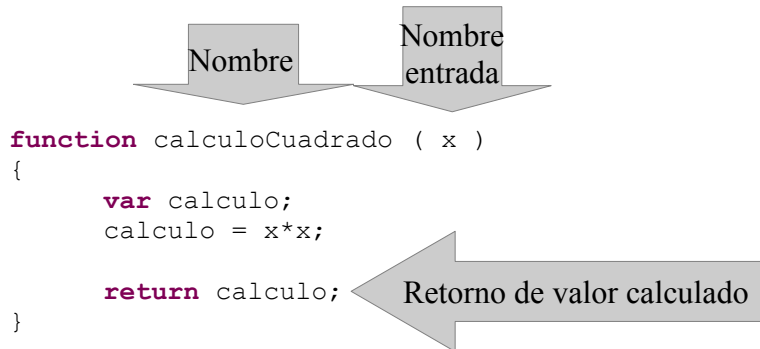 Nombre
Nombre
entrada
function calculoCuadrado ( x )
{
var calculo;
calculo = x*x;
return calculo;
Retorno de valor calculado
}